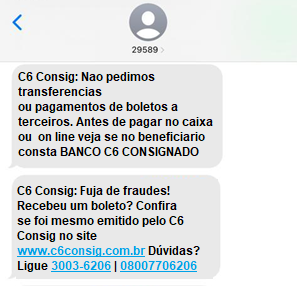 29589
C6 Consig: Nao pedimos
transferencias
ou pagamentos de boletos a
terceiros. Antes de pagar no caixa
ou on line veja se no beneficiario
consta BANCO C6 CONSIGNADO
C6 Consig: Fuja de fraudes!
Recebeu um boleto? Confira
se foi mesmo emitido pelo C6
Consig no site
www.c6consig.com.br Dúvidas?
Ligue 3003-6206 | 08007706206